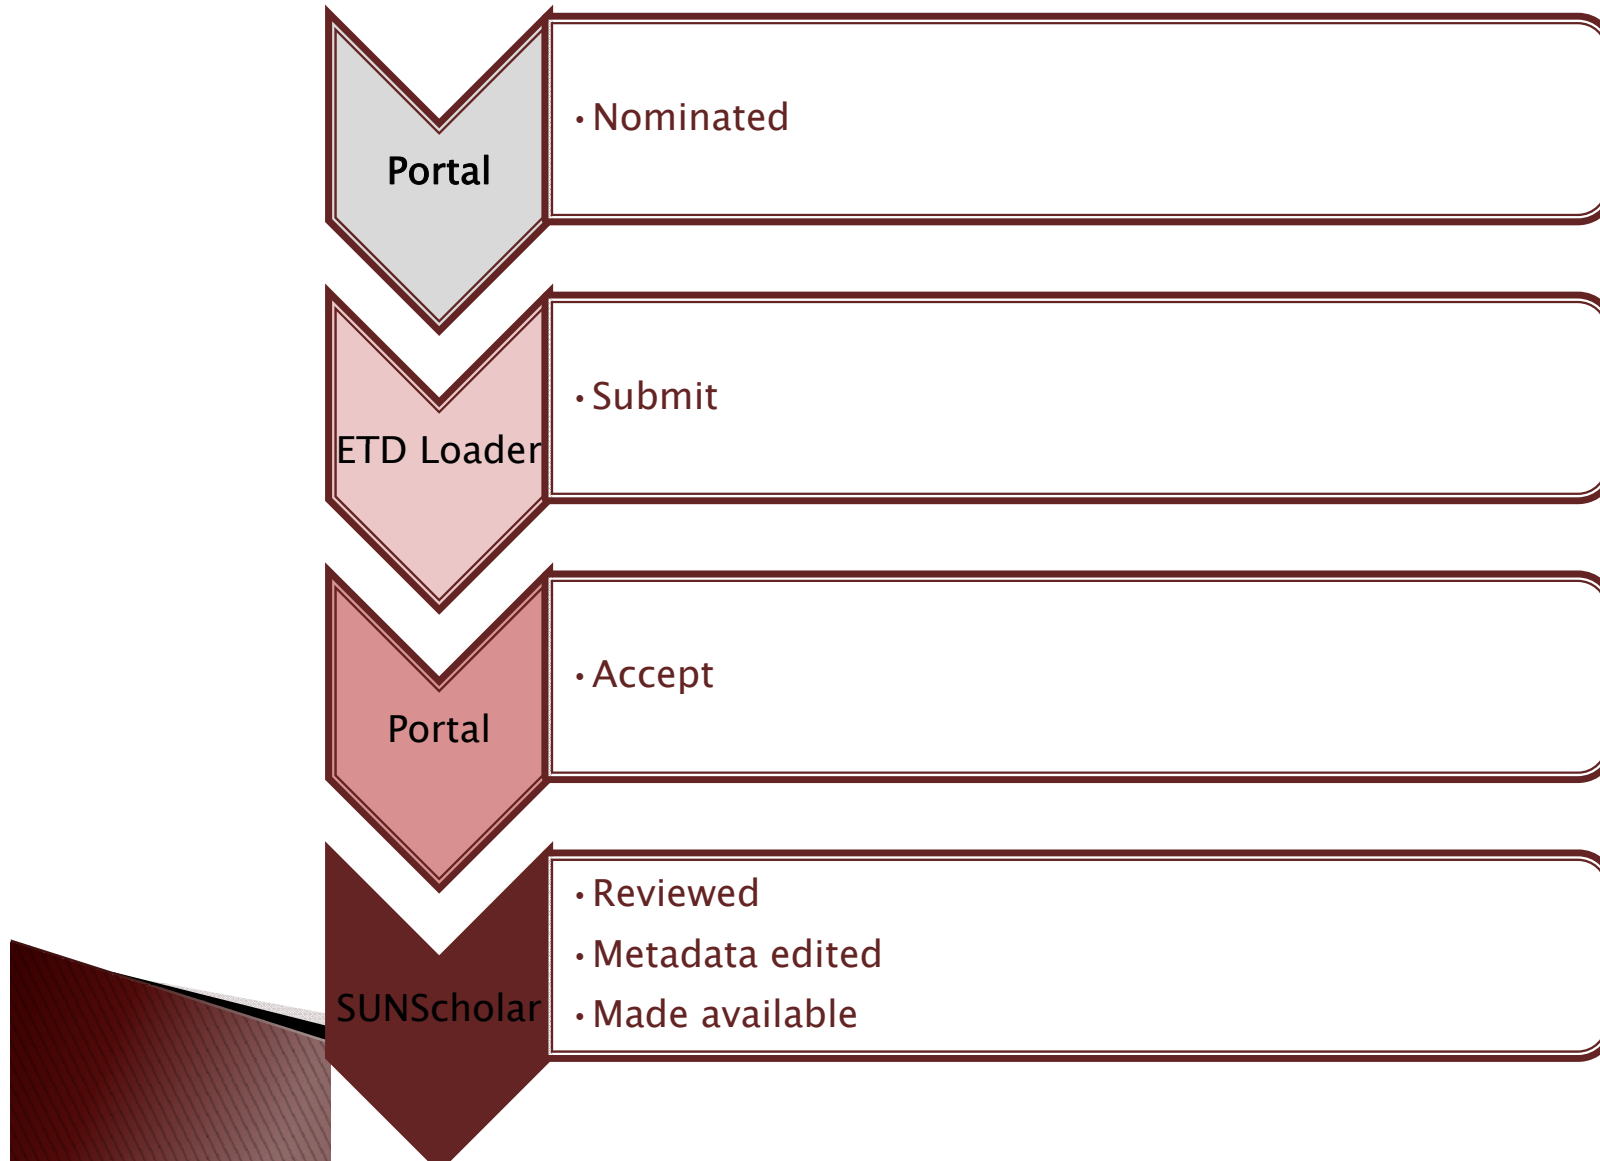 Portal
• Nominated
ETD Loader
• Submit
Portal
• Accept
SUNScholar
• Reviewed
• Metadata edited
• Made available